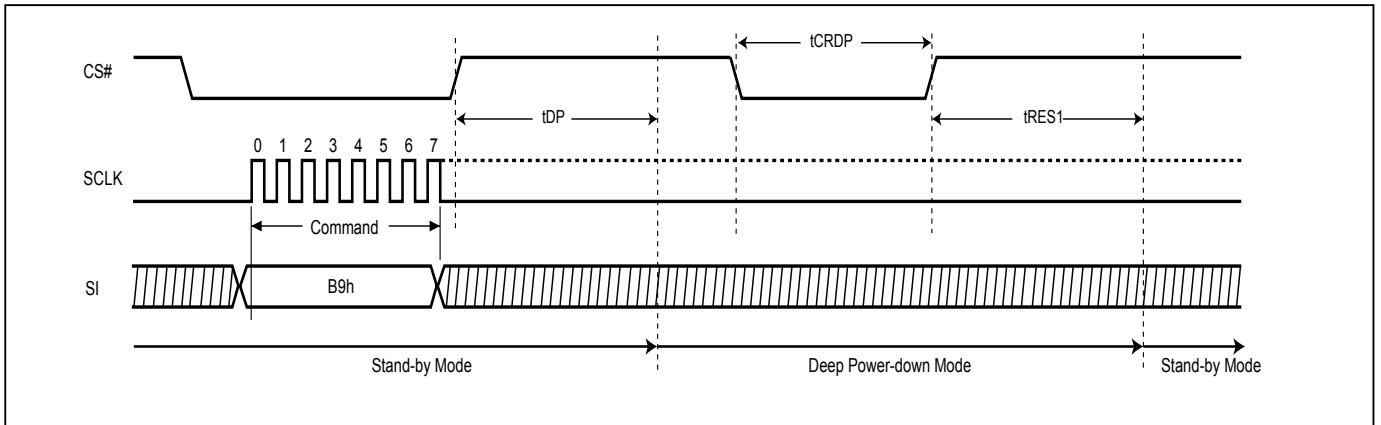 tCRDP
CS#
tDP
tRES1
0 1 2 3 4 5 6 7
SCLK
Command
SI
B9h
Stand-by Mode
Deep Power-down Mode
Stand-by Mode